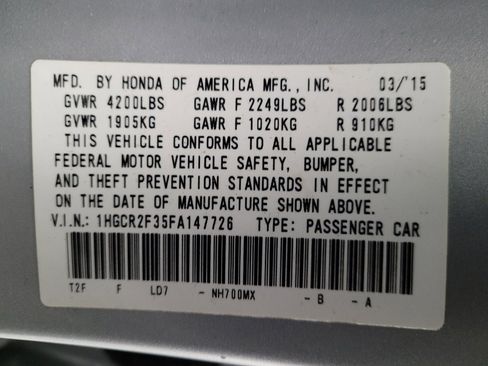 MFD. BY HONDA OF AMERICA MFG., INC. 03/'15
GVWR 4200LBS GAWR F 2249LBS R 2006LBS
GVWR 1905KG GAWR F 1020KG R 910KG
THIS VEHICLE CONFORMS TO ALL APPLICABLE
FEDERAL MOTOR VEHICLE SAFETY, BUMPER,
AND THEFT PREVENTION STANDARDS IN EFFECT
ON THE DATE OF MANUFACTURE SHOWN ABOVE.
V.I.N.: 1HGCR2F35FA147726 TYPE: PASSENGER CAR
T2F F LD7 - NH700MX - B - A